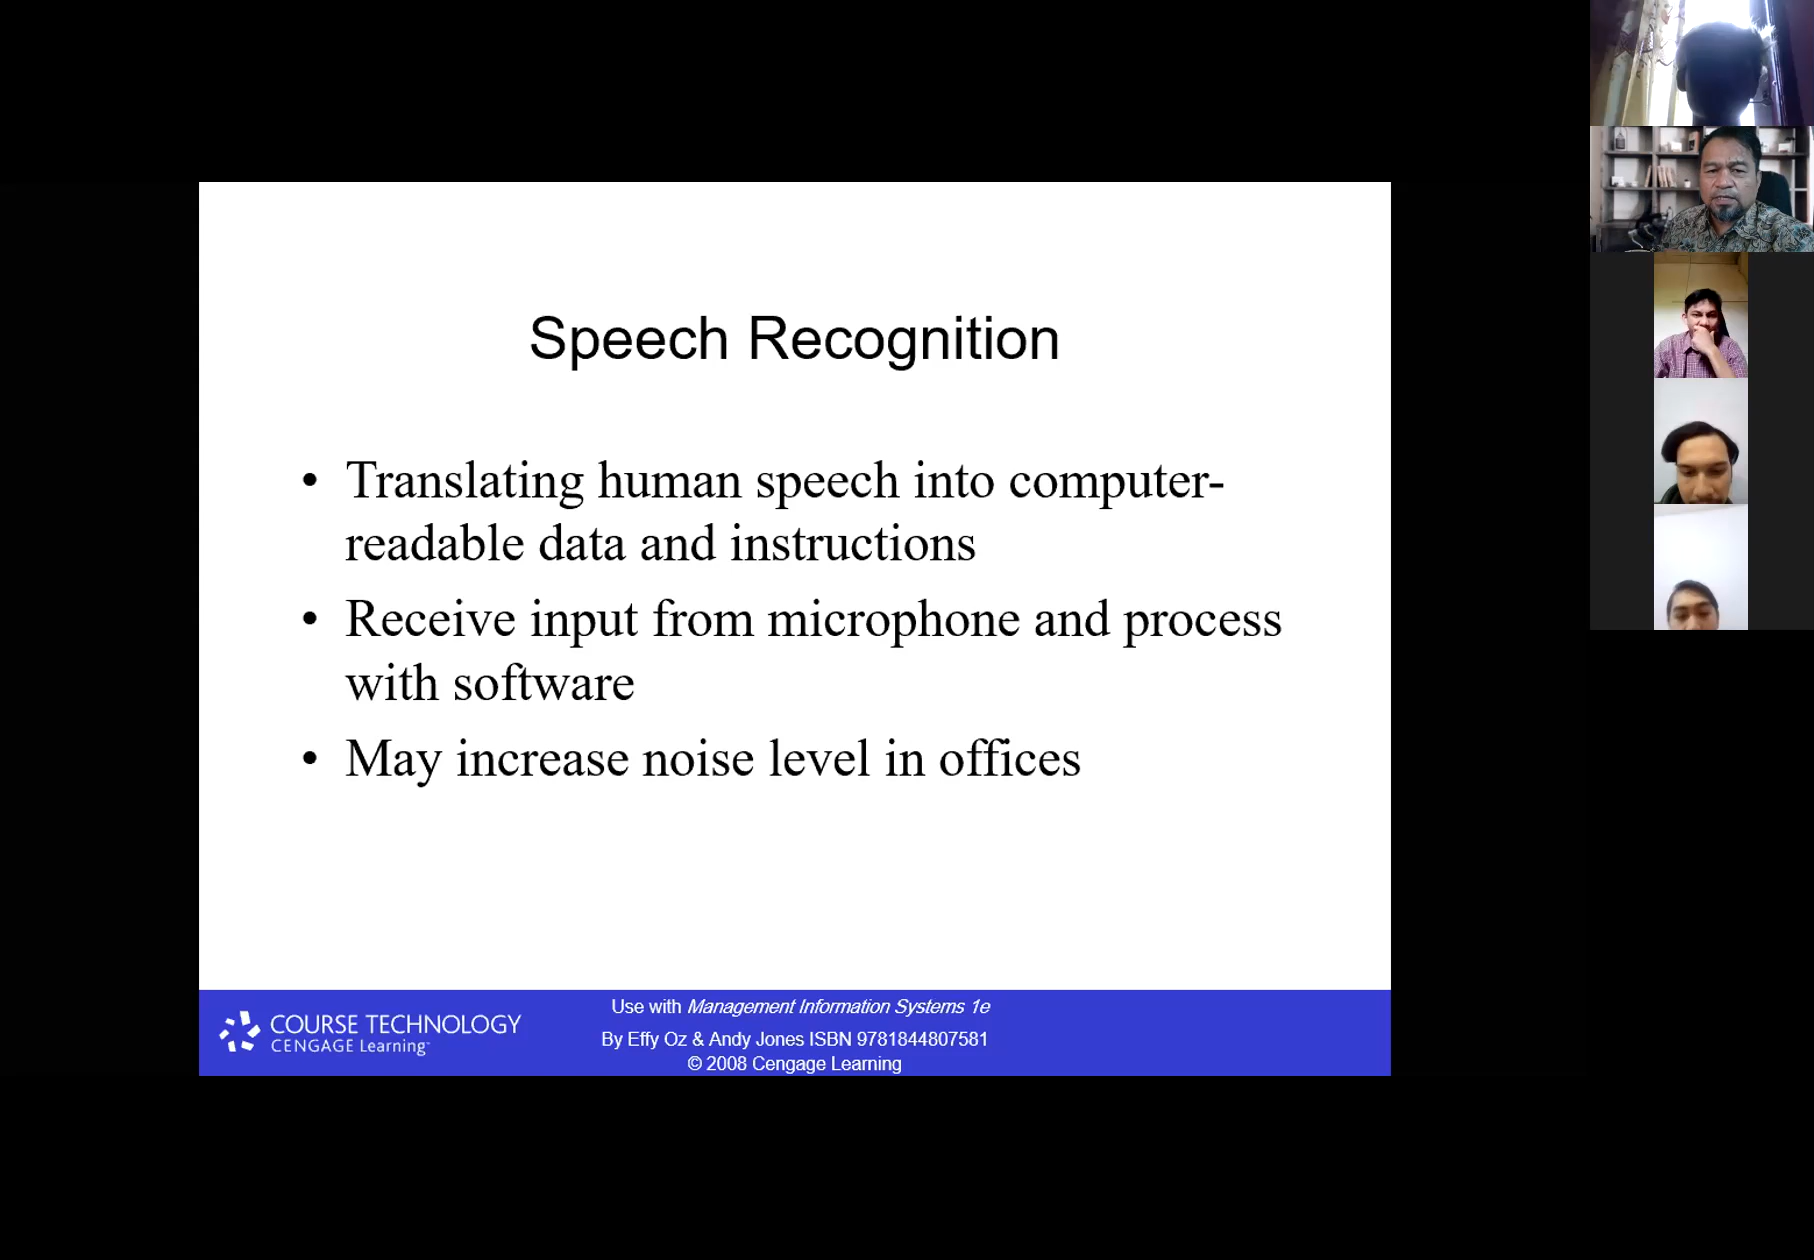 Speech Recognition
• Translating human speech into computer-
readable data and instructions
• Receive input from microphone and process
with software
• May increase noise level in offices
COURSE TECHNOLOGY
CENGAGE Learning™
Use with Management Information Systems 1e
By Effy Oz & Andy Jones ISBN 9781844807581
© 2008 Cengage Learning